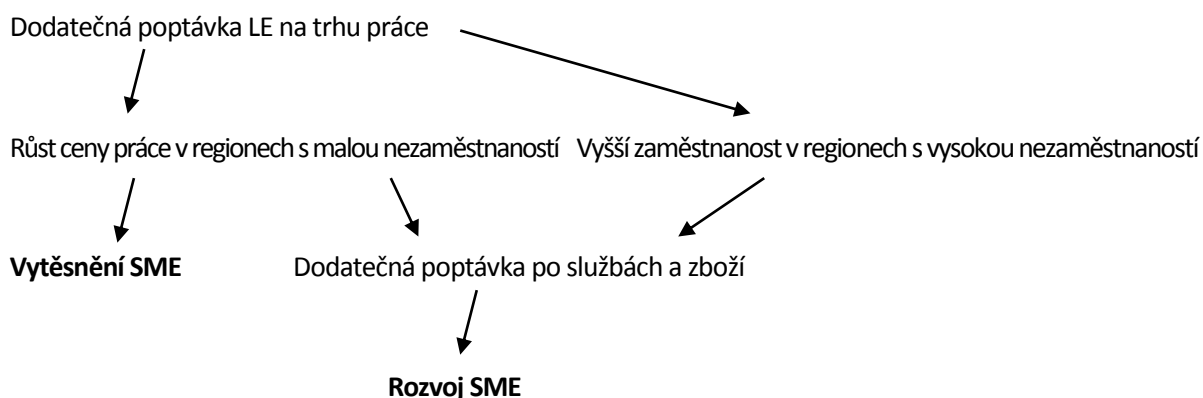 Dodatečná poptávka LE na trhu práce
Růst ceny práce v regionech s malou nezaměstnaností
Vyšší zaměstnanost v regionech s vysokou nezaměstnaností
Vytěsnění SME
Dodatečná poptávka po službách a zboží
Rozvoj SME